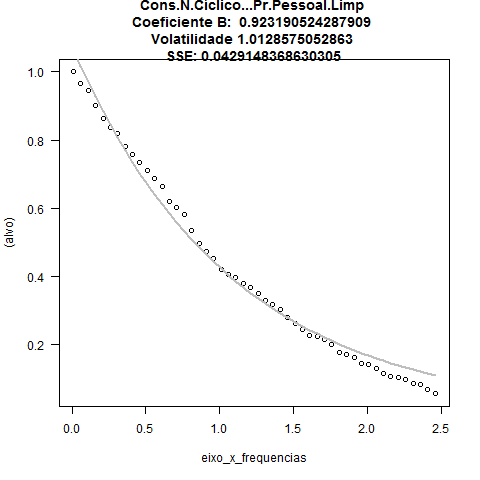 Cons.N.Ciclico...Pr.Pessoal.Limp
Coeficiente B:  0.923190524287909
Volatilidade 1.0128575052863
SSE: 0.0429148368630305
1.0
0.8
0.6
0.4
0.2
(alvo)
0.0 0.5 1.0 1.5 2.0 2.5
eixo_x_frequencias